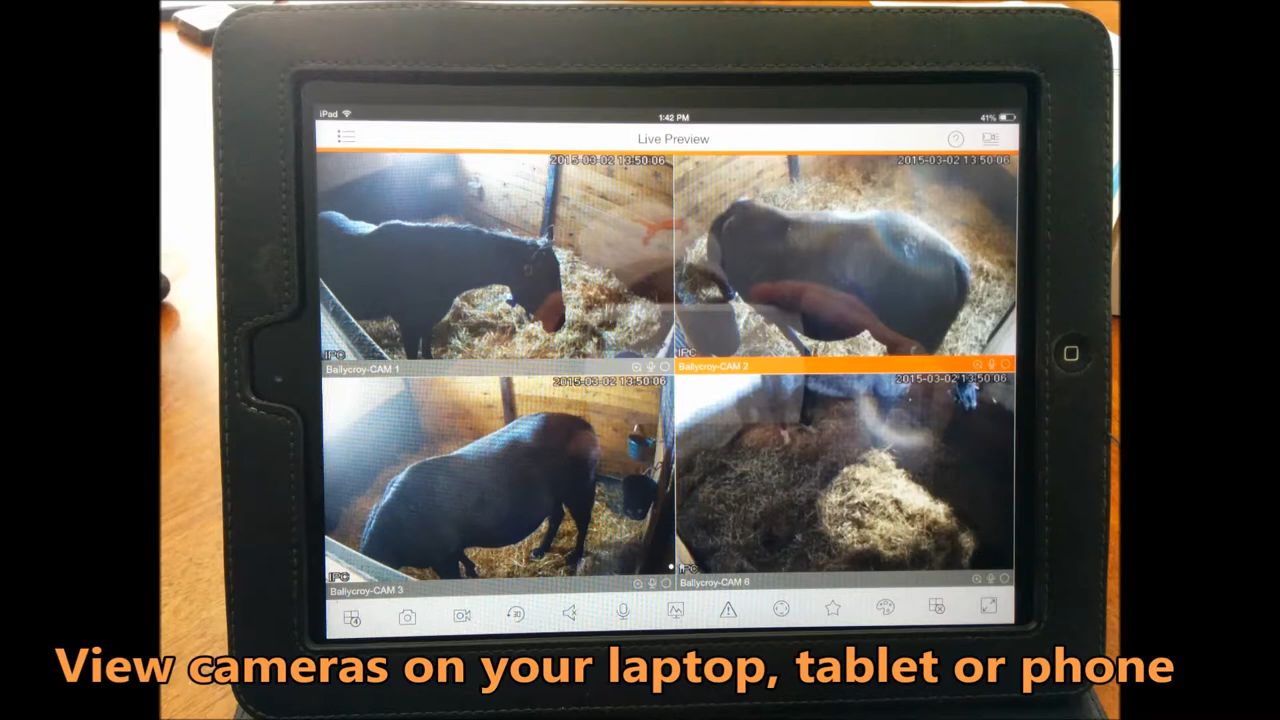 iPad
1:42 PM
41%
Live Preview
2015-03-02 13:50:06
2015-03-02 13:50:06
IPC
IPC
Ballycroy-CAM 1
Ballycroy-CAM 2
2015-03-02 13:50:06
2015-03-02 13:50:06
IPC
IPC
Ballycroy-CAM 3
Ballycroy-CAM 6
4
30
View cameras on your laptop, tablet or phone